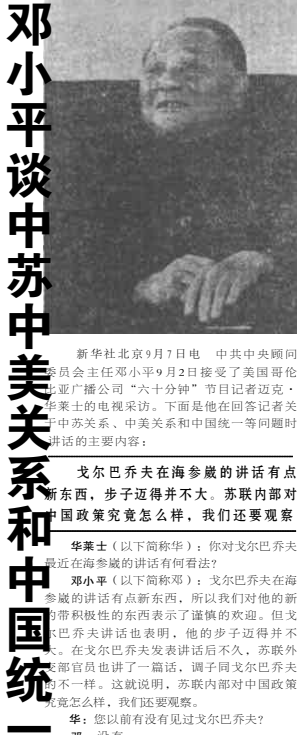 邓小平谈中苏中美关系和中国统一
新华社北京9月7日电 中共中央顾问
委员会主任邓小平9月2日接受了美国哥伦
比亚广播公司“六十分钟”节目记者迈克·
华莱士的电视采访。下面是他在回答记者关
于中苏关系、中美关系和中国统一等问题时
讲话的主要内容：
戈尔巴乔夫在海参崴的讲话有点
新东西，步子迈得并不大。苏联内部对
中国政策究竟怎么样，我们还要观察
华莱士（以下简称华）：你对戈尔巴乔夫
最近在海参崴的讲话有何看法？
邓小平（以下简称邓）：戈尔巴乔夫在海
参崴的讲话有点新东西，所以我们对他的新
的带积极性的东西表示了谨慎的欢迎。但戈
尔巴乔夫讲话也表明，他的步子迈得并不
大。在戈尔巴乔夫发表讲话后不久，苏联外
交部官员也讲了一篇话，调子同戈尔巴乔夫
的不一样。这就说明，苏联内部对中国政策
究竟怎么样，我们还要观察。
华：您以前有没有见过戈尔巴乔夫？
邓：没有